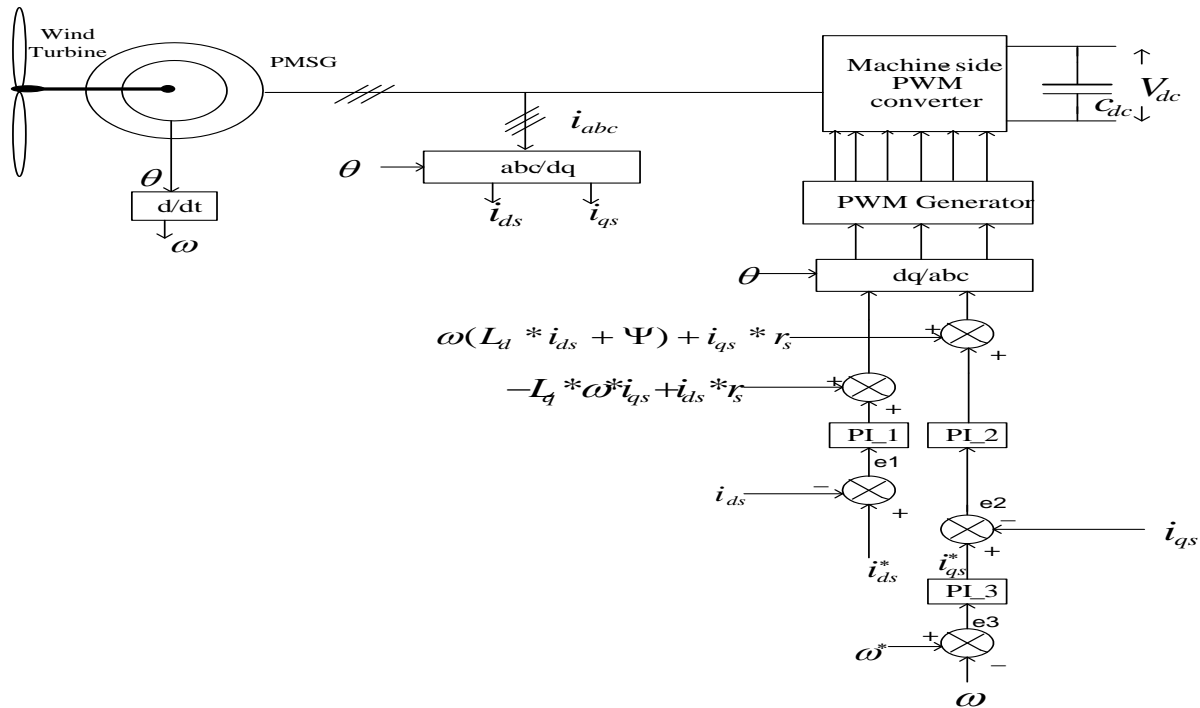 Wind
Turbine
PMSG
Machine side
PWM
converter
V_dc
c_dc
i_abc
θ
abc/dq
θ
d/dt
ω
i_ds
i_qs
PWM Generator
θ
dq/abc
ω(L_d * i_ds + Ψ) + i_qs * r_s
+
+
−L_q *ω*i_qs +i_ds *r_s
+
+
PI_1
PI_2
e1
i_ds
−
+
e2
−
i_qs
+
i*_ds
i*_qs
PI_3
e3
+
ω*
−
ω